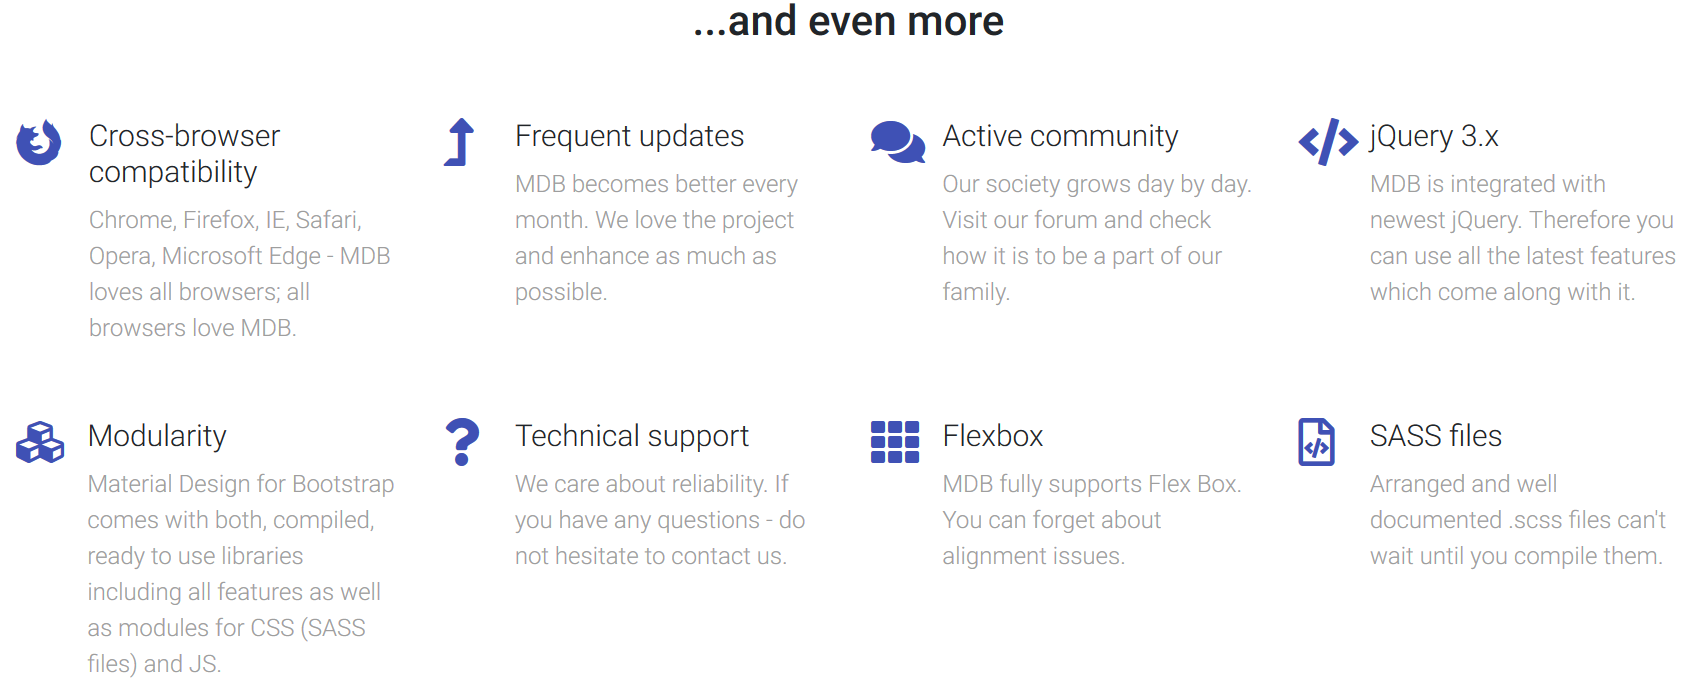 ...and even more
Cross-browser
compatibility
Chrome, Firefox, IE, Safari,
Opera, Microsoft Edge - MDB
loves all browsers; all
browsers love MDB.
Frequent updates
MDB becomes better every
month. We love the project
and enhance as much as
possible.
Active community
Our society grows day by day.
Visit our forum and check
how it is to be a part of our
family.
jQuery 3.x
MDB is integrated with
newest jQuery. Therefore you
can use all the latest features
which come along with it.
Modularity
Material Design for Bootstrap
comes with both, compiled,
ready to use libraries
including all features as well
as modules for CSS (SASS
files) and JS.
Technical support
We care about reliability. If
you have any questions - do
not hesitate to contact us.
Flexbox
MDB fully supports Flex Box.
You can forget about
alignment issues.
SASS files
Arranged and well
documented .scss files can't
wait until you compile them.